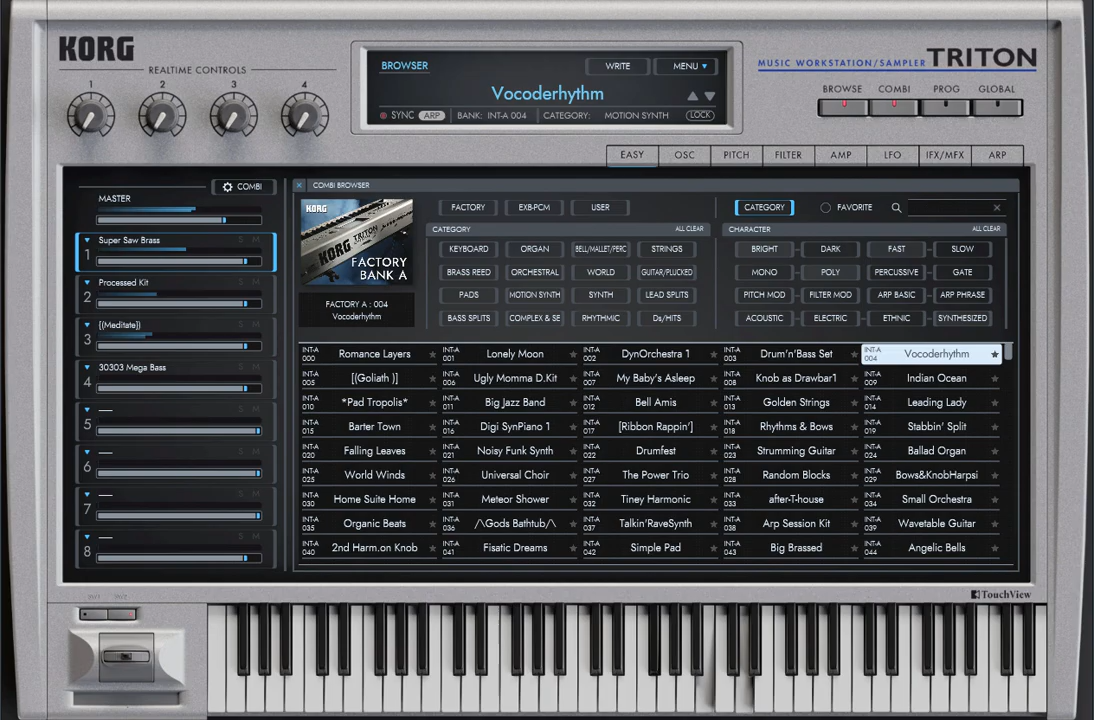 KORG
REALTIME CONTROLS
1 2 3 4
BROWSER
WRITE
MENU
Vocoderhythm
SYNC ARP
BANK: INT-A 004
CATEGORY: MOTION SYNTH
LOCK
MUSIC WORKSTATION/SAMPLER TRITON
BROWSE COMBI PROG GLOBAL
EASY OSC PITCH FILTER AMP LFO IFX/MFX ARP
COMBI
MASTER
Super Saw Brass S M
1
Processed Kit S M
2
[(Meditate)] S M
3
30303 Mega Bass S M
4
— S M
5
— S M
6
— S M
7
— S M
8
COMBI BROWSER
KORG
KORG TRITON
FACTORY
BANK A
FACTORY A : 004
Vocoderhythm
FACTORY EXB-PCM USER
CATEGORY FAVORITE
CATEGORY ALL CLEAR
KEYBOARD ORGAN BELL/MALLET/PERC STRINGS
BRASS REED ORCHESTRAL WORLD GUITAR/PLUCKED
PADS MOTION SYNTH SYNTH LEAD SPLITS
BASS SPLITS COMPLEX & SE RHYTHMIC Ds/HITS
CHARACTER ALL CLEAR
BRIGHT DARK FAST SLOW
MONO POLY PERCUSSIVE GATE
PITCH MOD FILTER MOD ARP BASIC ARP PHRASE
ACOUSTIC ELECTRIC ETHNIC SYNTHESIZED
INT-A 000 Romance Layers INT-A 001 Lonely Moon INT-A 002 DynOrchestra 1 INT-A 003 Drum'n'Bass Set INT-A 004 Vocoderhythm
INT-A 005 [(Goliath )] INT-A 006 Ugly Momma D.Kit INT-A 007 My Baby's Asleep INT-A 008 Knob as Drawbar1 INT-A 009 Indian Ocean
INT-A 010 *Pad Tropolis* INT-A 011 Big Jazz Band INT-A 012 Bell Amis INT-A 013 Golden Strings INT-A 014 Leading Lady
INT-A 015 Barter Town INT-A 016 Digi SynPiano 1 INT-A 017 [Ribbon Rappin'] INT-A 018 Rhythms & Bows INT-A 019 Stabbin' Split
INT-A 020 Falling Leaves INT-A 021 Noisy Funk Synth INT-A 022 Drumfest INT-A 023 Strumming Guitar INT-A 024 Ballad Organ
INT-A 025 World Winds INT-A 026 Universal Choir INT-A 027 The Power Trio INT-A 028 Random Blocks INT-A 029 Bows&KnobHarpsi
INT-A 030 Home Suite Home INT-A 031 Meteor Shower INT-A 032 Tiney Harmonic INT-A 033 after-T-house INT-A 034 Small Orchestra
INT-A 035 Organic Beats INT-A 036 /\Gods Bathtub/\ INT-A 037 Talkin'RaveSynth INT-A 038 Arp Session Kit INT-A 039 Wavetable Guitar
INT-A 040 2nd Harm.on Knob INT-A 041 Fisatic Dreams INT-A 042 Simple Pad INT-A 043 Big Brassed INT-A 044 Angelic Bells
TouchView